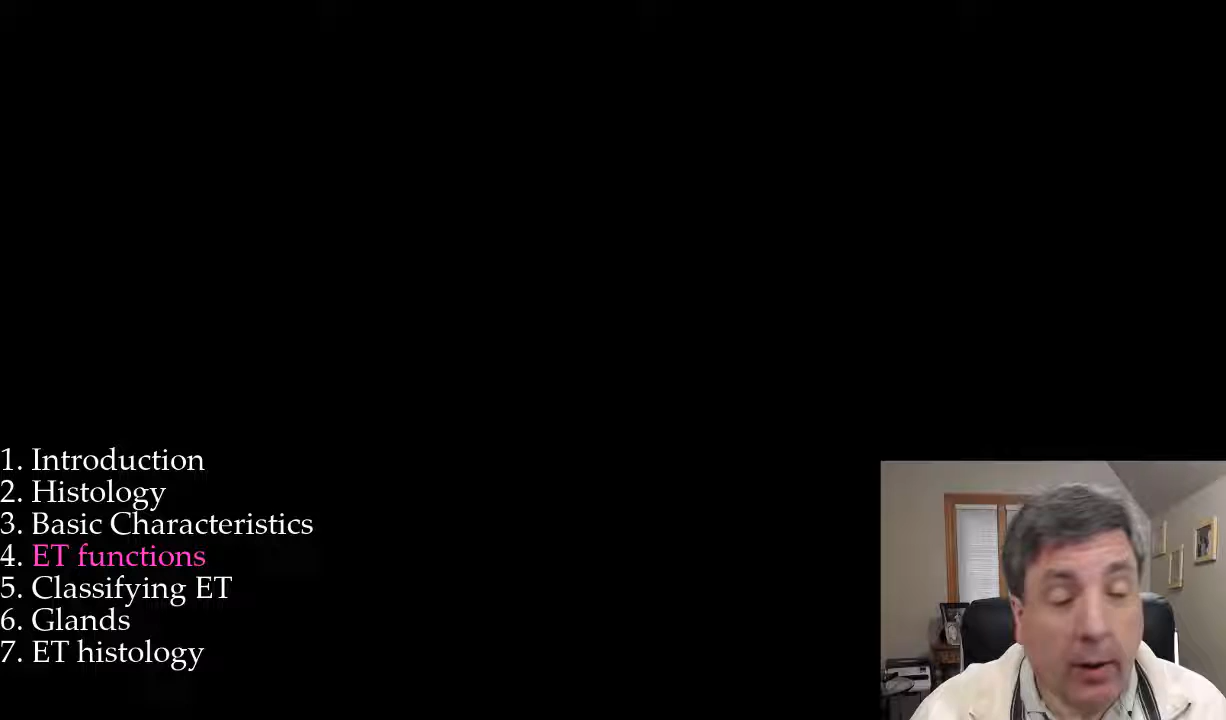 1. Introduction
2. Histology
3. Basic Characteristics
4. ET functions
5. Classifying ET
6. Glands
7. ET histology